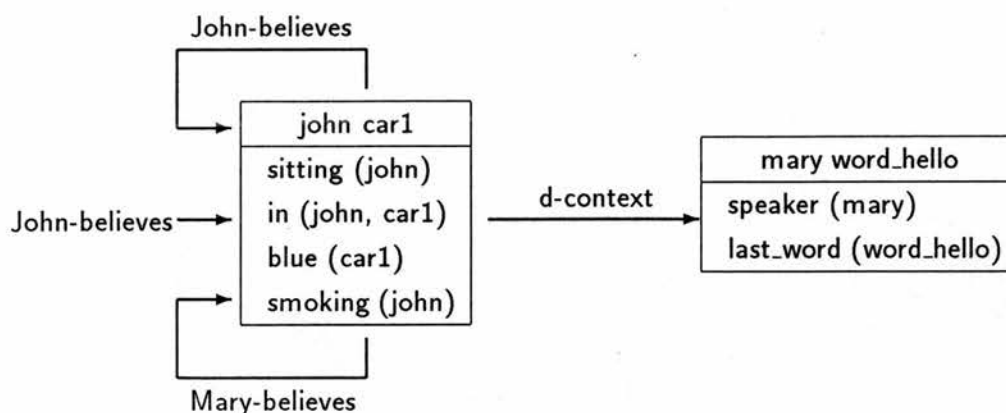 John-believes
john car1
sitting (john)
in (john, car1)
blue (car1)
smoking (john)
John-believes
Mary-believes
d-context
mary word_hello
speaker (mary)
last_word (word_hello)